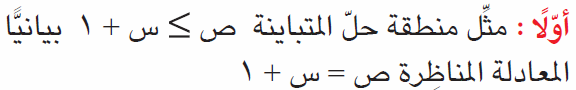 أوّلًا : مثِّل منطقة حلّ المتباينة ص ≤ س + ١ بيانيًّا
المعادلة المناظِرة ص = س + ١